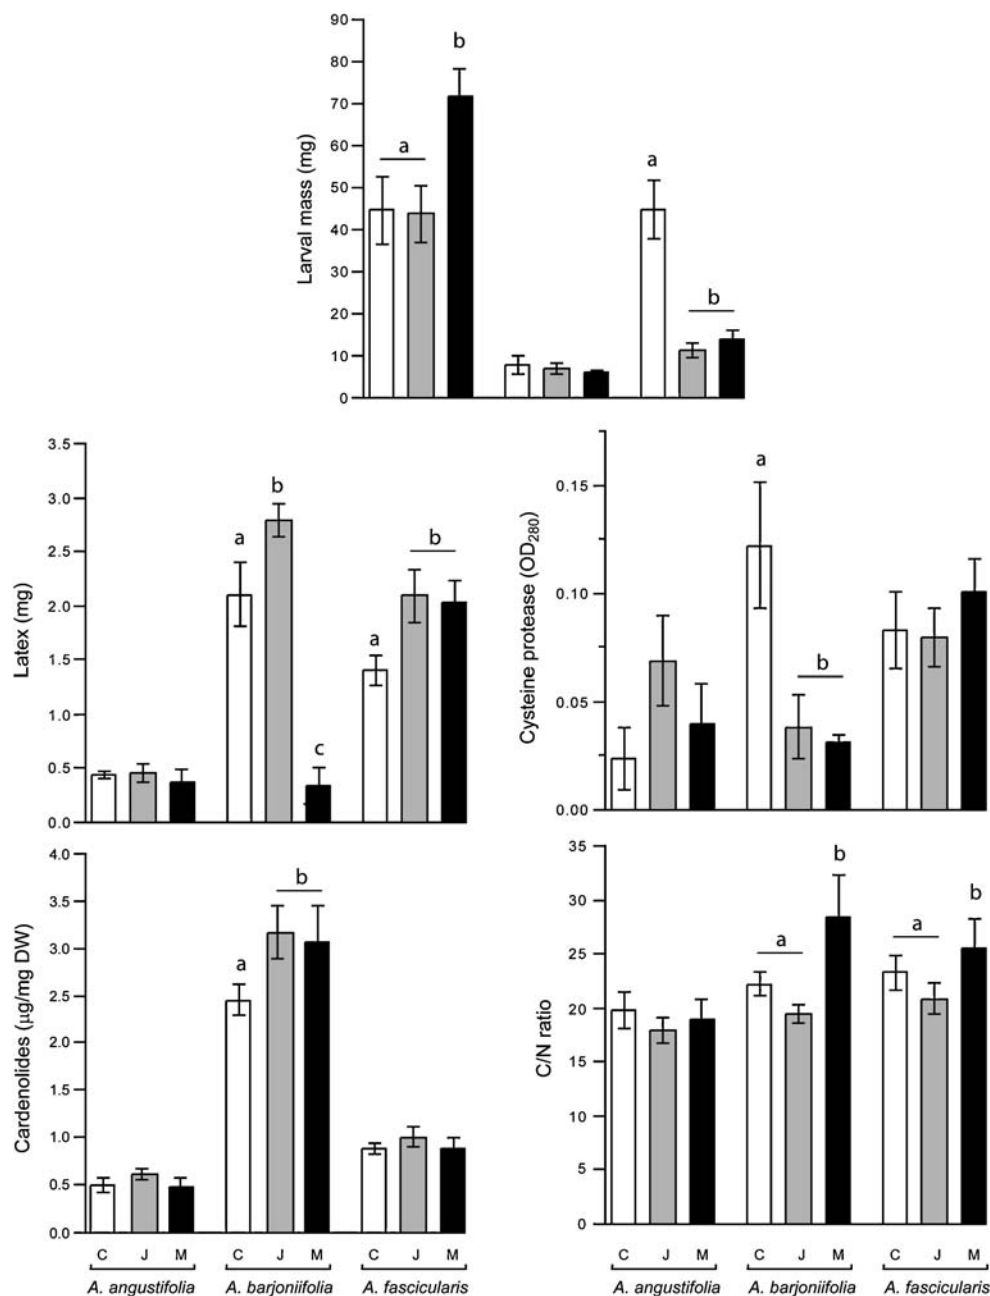 90
80
70
60
50
40
30
20
10
0
Larval mass (mg)
a
b
a
b
3.5
3.0
2.5
2.0
1.5
1.0
0.5
0.0
Latex (mg)
a
b
c
a
b
0.15
0.10
0.05
0.00
Cysteine protease (OD280)
a
b
4.0
3.5
3.0
2.5
2.0
1.5
1.0
0.5
0.0
Cardenolides (µg/mg DW)
a
b
C J M C J M C J M
A. angustifolia A. barjoniifolia A. fascicularis
35
30
25
20
15
10
5
0
C/N ratio
a
b
a
b
C J M C J M C J M
A. angustifolia A. barjoniifolia A. fascicularis